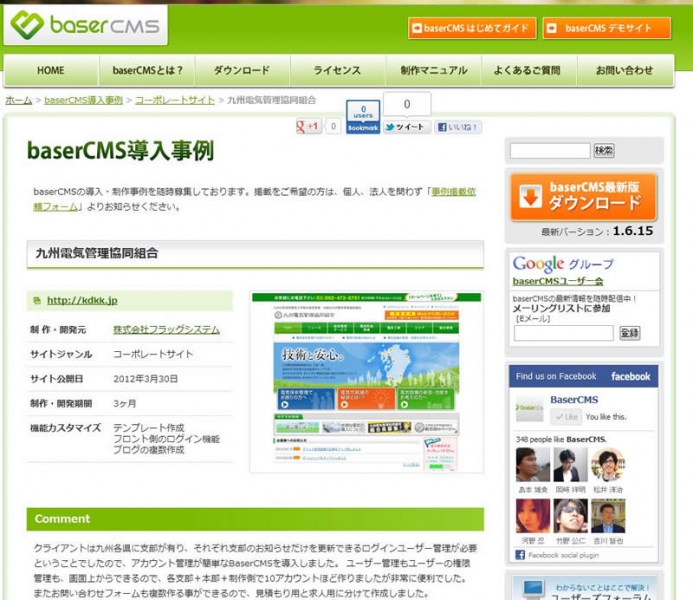 baserCMS
baserCMS はじめてガイド
baserCMS デモサイト
HOME
baserCMSとは？
ダウンロード
ライセンス
制作マニュアル
よくあるご質問
お問い合わせ
ホーム > baserCMS導入事例 > コーポレートサイト > 九州電気管理協同組合
+1
0
0
users
Bookmark
0
ツイート
いいね！
baserCMS導入事例
baserCMSの導入・制作事例を随時募集しております。掲載をご希望の方は、個人、法人を問わず「事例掲載依
頼フォーム」よりお知らせください。
九州電気管理協同組合
http://kdkk.jp
制作・開発元 株式会社フラッグシステム
サイトジャンル コーポレートサイト
サイト公開日 2012年3月30日
制作・開発期間 3ヶ月
機能カスタマイズ テンプレート作成
フロント側のログイン機能
ブログの複数作成
九州電気管理協同組合
技術と安心。
Comment
クライアントは九州各県に支部が有り、それぞれ支部のお知らせだけを更新できるログインユーザー管理が必要
ということでしたので、アカウント管理が簡単なBaserCMSを導入しました。 ユーザー管理もユーザーの権限
管理も、画面上からできるので、各支部＋本部＋制作側で10アカウントほど作りましたが非常に便利でした。
またお問い合わせフォームも複数作る事ができるので、見積もり用と求人用に分けて作成しました。
検索
baserCMS最新版
ダウンロード
最新バージョン：1.6.15
Google グループ
baserCMSユーザー会
baserCMSの最新情報を随時配信中！
メーリングリストに参加
[Eメール]
登録
Find us on Facebook facebook
BaserCMS
Like You like this.
348 people like BaserCMS.
島本 雄食 岡崎 祥明 松井 淳治
河野 忍 竹野 公仁 吉川 智也
Facebook social plugin
わからないことはここで解決！
ユーザーズフォーラム